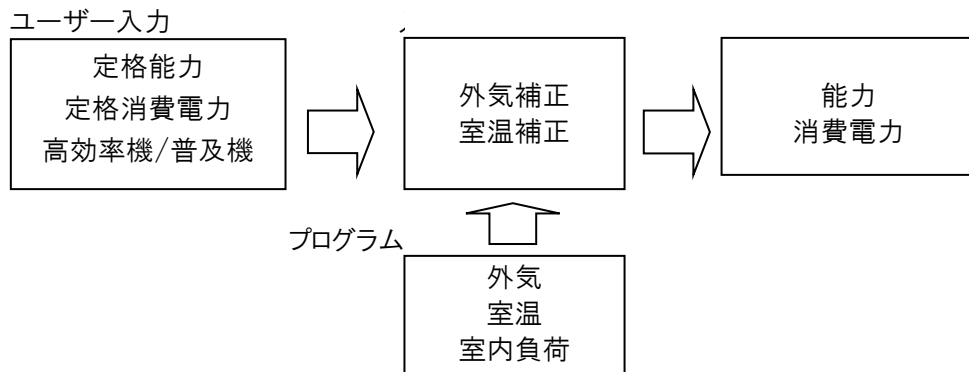 ユーザー入力
定格能力
定格消費電力
高効率機/普及機
外気補正
室温補正
能力
消費電力
プログラム
外気
室温
室内負荷